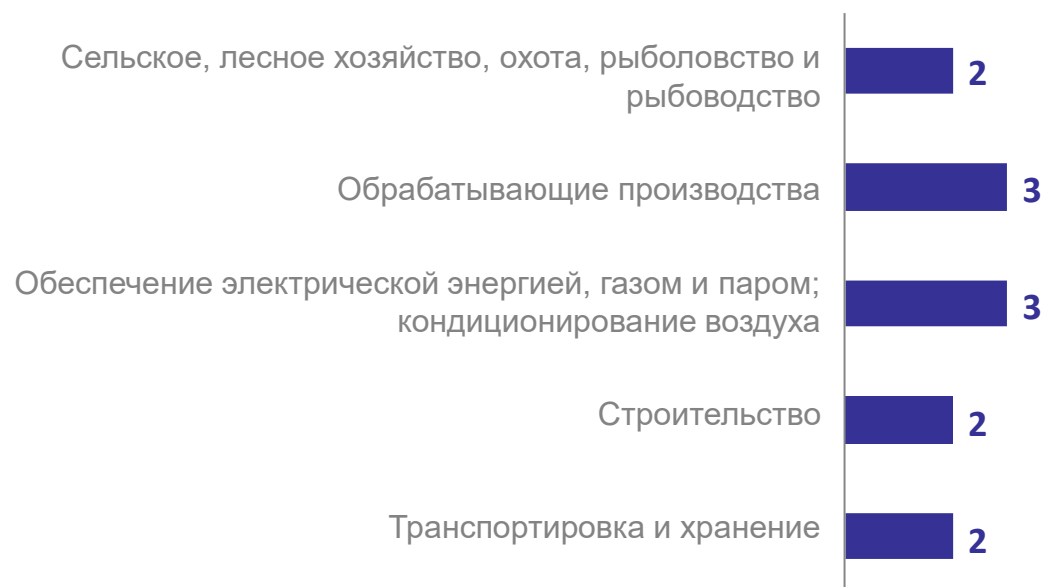 Сельское, лесное хозяйство, охота, рыболовство и
рыбоводство
2
Обрабатывающие производства
3
Обеспечение электрической энергией, газом и паром;
кондиционирование воздуха
3
Строительство
2
Транспортировка и хранение
2